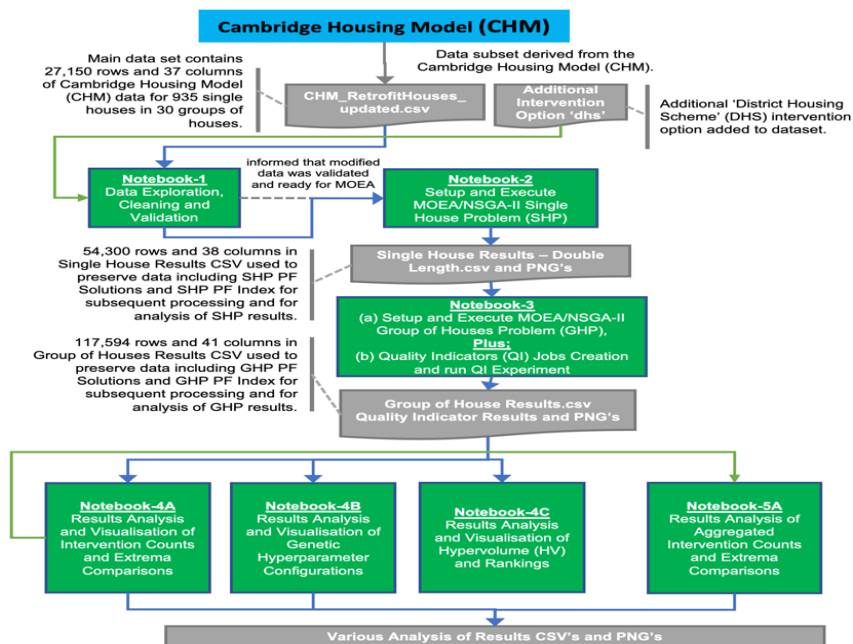 Cambridge Housing Model (CHM)
Main data set contains
27,150 rows and 37 columns
of Cambridge Housing Model
(CHM) data for 935 single
houses in 30 groups of
houses.
Data subset derived from the
Cambridge Housing Model (CHM).
CHM_RetrofitHouses_
updated.csv
Additional
Intervention
Option ‘dhs’
Additional ‘District Housing
Scheme’ (DHS) intervention
option added to dataset.
Notebook-1
Data Exploration,
Cleaning and
Validation
informed that modified
data was validated
and ready for MOEA
Notebook-2
Setup and Execute
MOEA/NSGA-II Single
House Problem (SHP)
54,300 rows and 38 columns in
Single House Results CSV used to
preserve data including SHP PF
Solutions and SHP PF Index for
subsequent processing and for
analysis of SHP results.
Single House Results – Double
Length.csv and PNG's
Notebook-3
(a) Setup and Execute MOEA/NSGA-II
Group of Houses Problem (GHP),
Plus;
(b) Quality Indicators (QI) Jobs Creation
and run QI Experiment
117,594 rows and 41 columns in
Group of Houses Results CSV used to
preserve data including GHP PF
Solutions and GHP PF Index for
subsequent processing and for
analysis of GHP results.
Group of House Results.csv
Quality Indicator Results and PNG's
Notebook-4A
Results Analysis
and Visualisation of
Intervention Counts
and Extrema
Comparisons
Notebook-4B
Results Analysis
and Visualisation of
Genetic
Hyperparameter
Configurations
Notebook-4C
Results Analysis
and Visualisation of
Hypervolume (HV)
and Rankings
Notebook-5A
Results Analysis of
Aggregated
Intervention Counts
and Extrema
Comparisons
Various Analysis of Results CSV's and PNG's